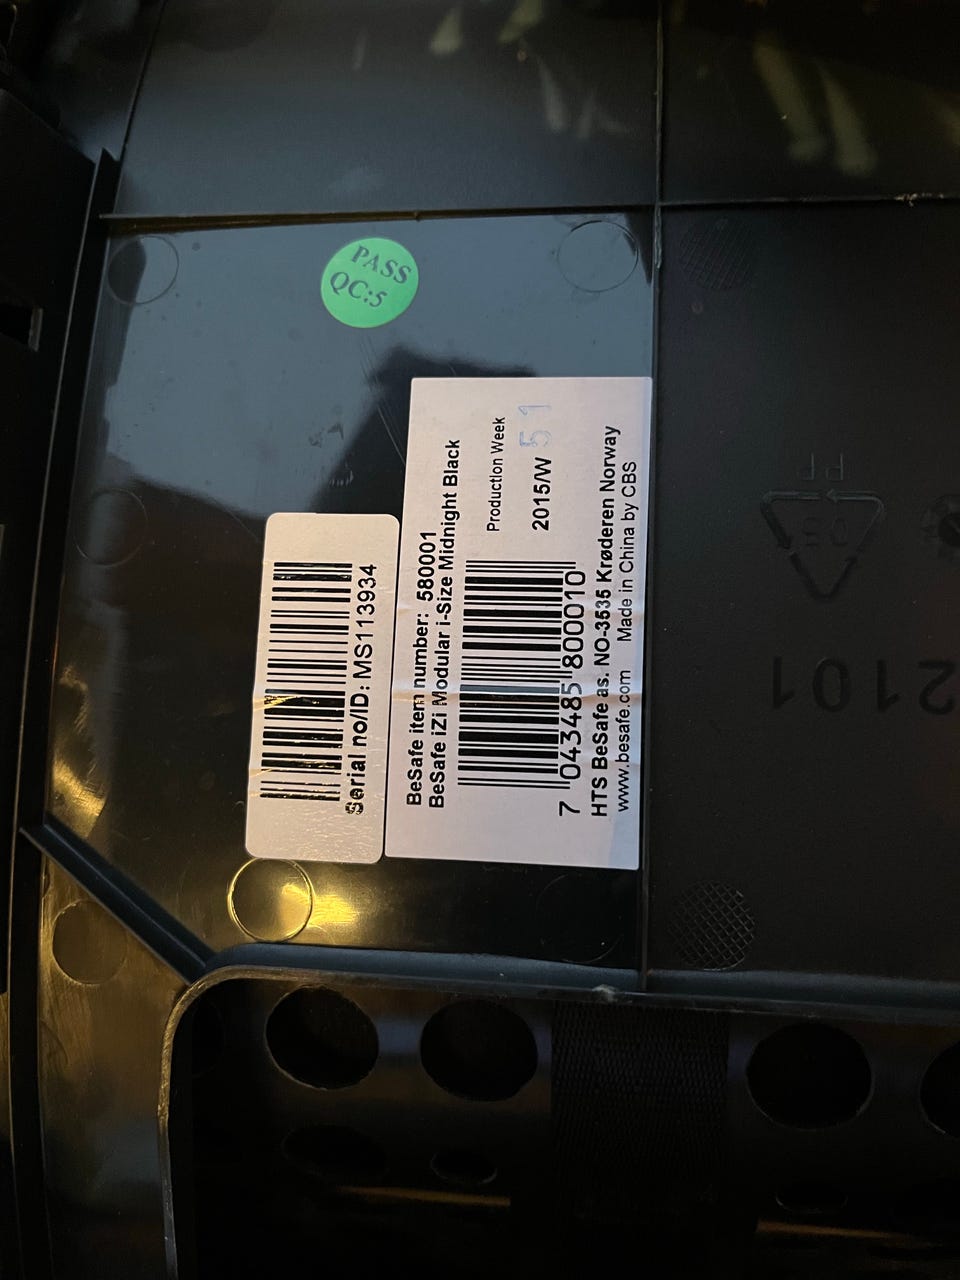 PASS
QC:5
Serial no/ID: MS113934
BeSafe item number: 580001
BeSafe iZi Modular i-Size Midnight Black
Production Week
2015/W 51
7 043485 800010
HTS BeSafe as. NO-3535 Krøderen Norway
www.besafe.com Made in China by CBS
PP
2101